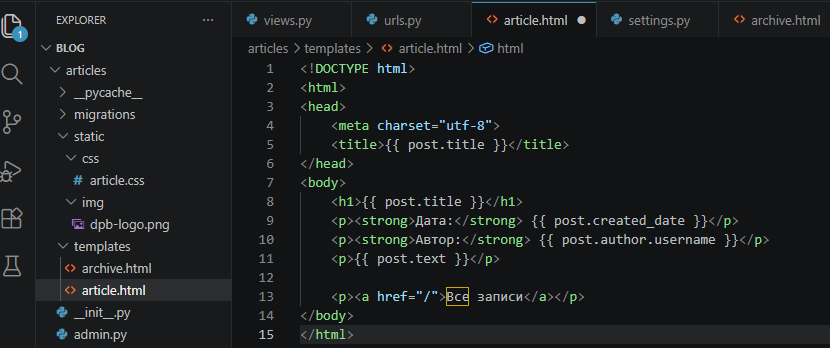 EXPLORER ...
views.py urls.py article.html settings.py archive.html
1
BLOG
articles > templates > article.html > html
articles
__pycache__
migrations
static
css
article.css
img
dpb-logo.png
templates
archive.html
article.html
__init__.py
admin.py
1 <!DOCTYPE html>
2 <html>
3 <head>
4 <meta charset="utf-8">
5 <title>{{ post.title }}</title>
6 </head>
7 <body>
8 <h1>{{ post.title }}</h1>
9 <p><strong>Дата:</strong> {{ post.created_date }}</p>
10 <p><strong>Автор:</strong> {{ post.author.username }}</p>
11 <p>{{ post.text }}</p>
12
13 <p><a href="/">Все записи</a></p>
14 </body>
15 </html>